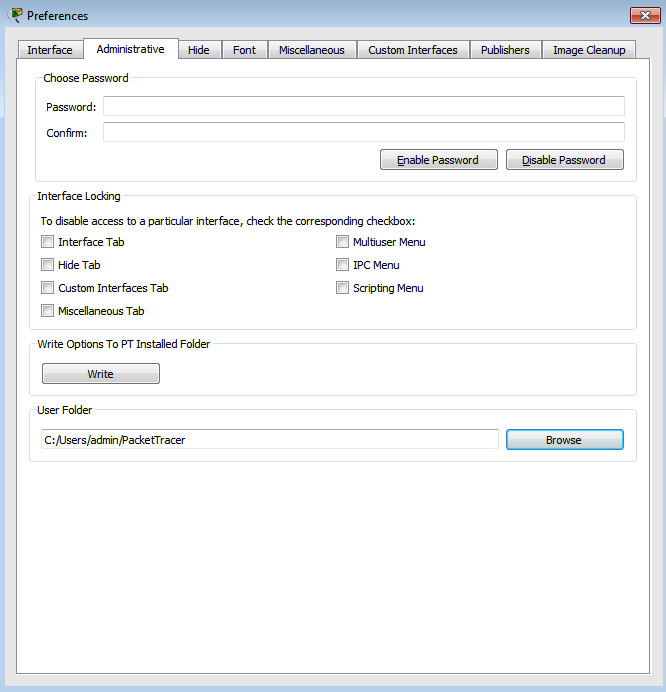 Preferences
Interface Administrative Hide Font Miscellaneous Custom Interfaces Publishers Image Cleanup
Choose Password
Password:
Confirm:
Enable Password Disable Password
Interface Locking
To disable access to a particular interface, check the corresponding checkbox:
Interface Tab Multiuser Menu
Hide Tab IPC Menu
Custom Interfaces Tab Scripting Menu
Miscellaneous Tab
Write Options To PT Installed Folder
Write
User Folder
C:/Users/admin/PacketTracer Browse